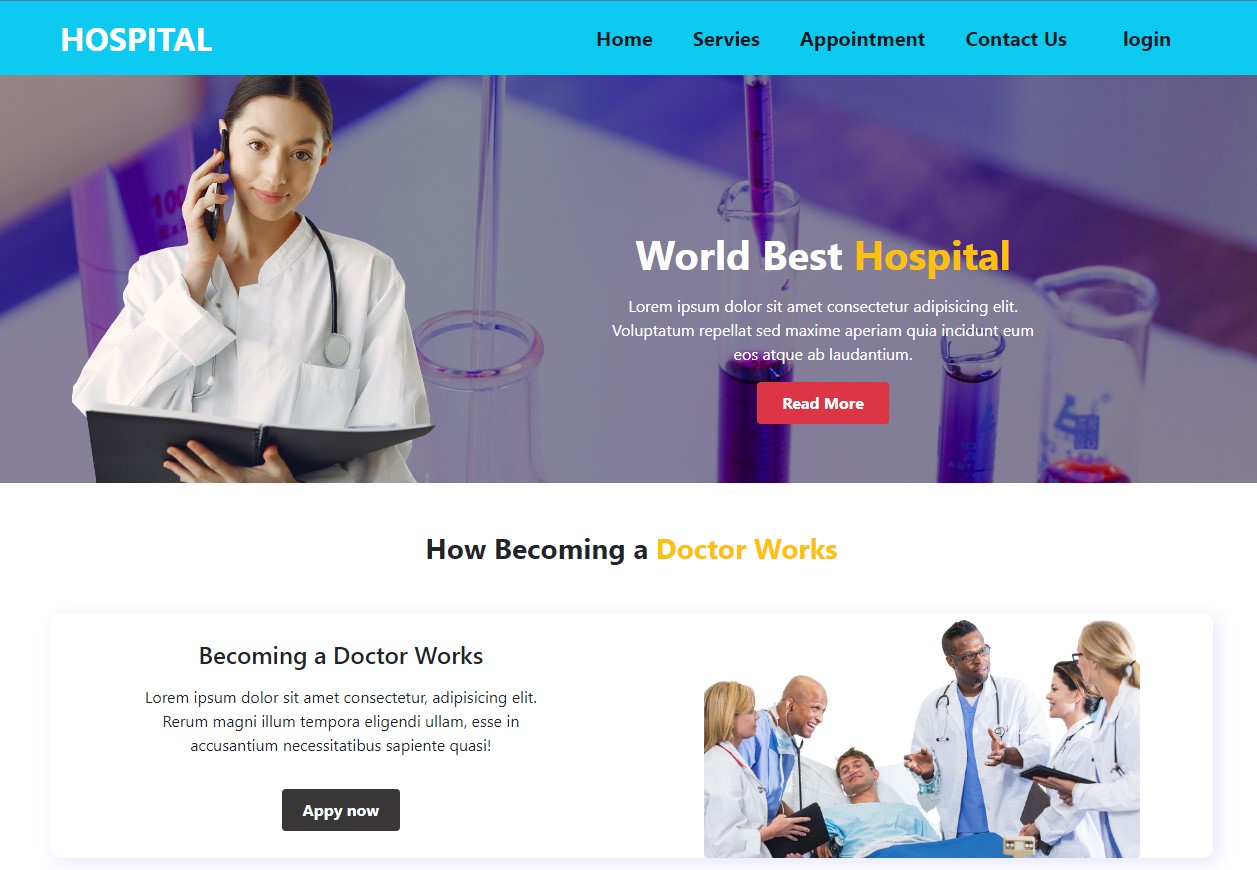 HOSPITAL
Home Servies Appointment Contact Us login
World Best Hospital
Lorem ipsum dolor sit amet consectetur adipisicing elit.
Voluptatum repellat sed maxime aperiam quia incidunt eum
eos atque ab laudantium.
Read More
How Becoming a Doctor Works
Becoming a Doctor Works
Lorem ipsum dolor sit amet consectetur, adipisicing elit.
Rerum magni illum tempora eligendi ullam, esse in
accusantium necessitatibus sapiente quasi!
Appy now